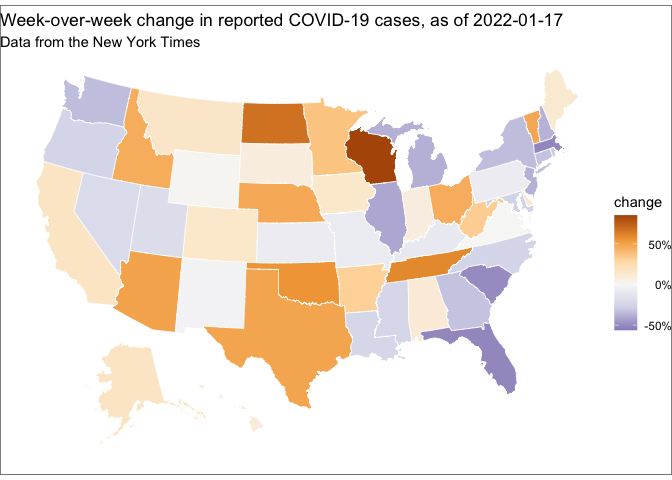 Week-over-week change in reported COVID-19 cases, as of 2022-01-17
Data from the New York Times
change
50%
0%
-50%